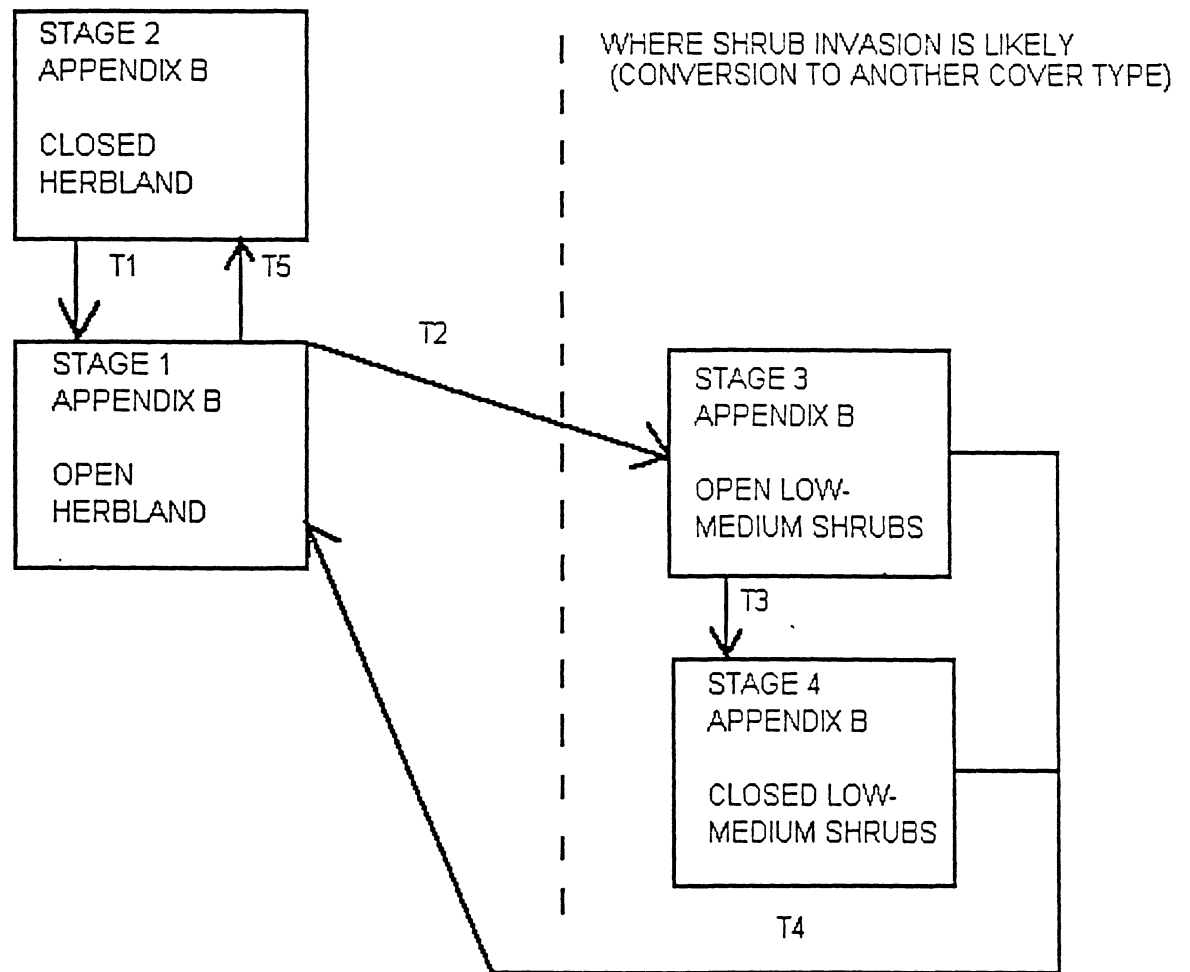 STAGE 2
APPENDIX B
CLOSED
HERBLAND
WHERE SHRUB INVASION IS LIKELY
(CONVERSION TO ANOTHER COVER TYPE)
T1
T5
T2
STAGE 1
APPENDIX B
OPEN
HERBLAND
STAGE 3
APPENDIX B
OPEN LOW-
MEDIUM SHRUBS
T3
STAGE 4
APPENDIX B
CLOSED LOW-
MEDIUM SHRUBS
T4